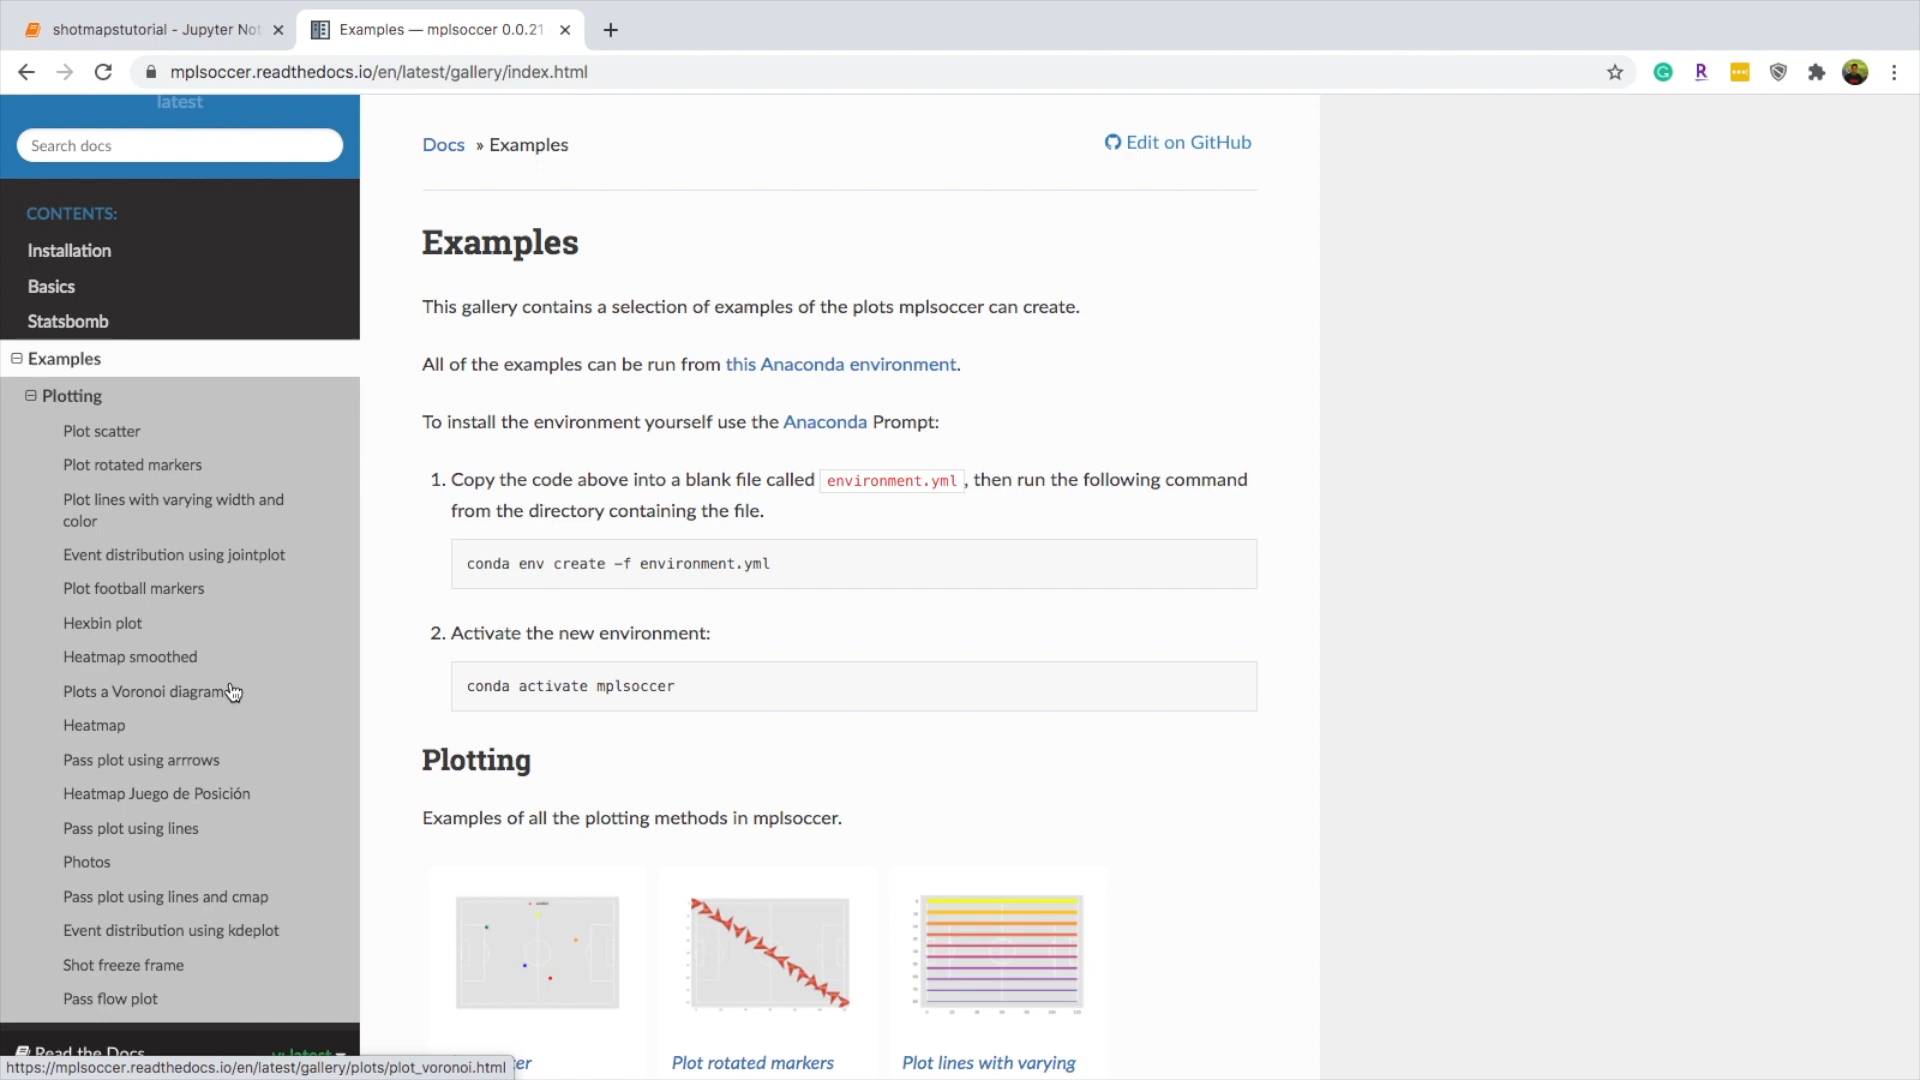 shotmapstutorial - Jupyter Not
Examples — mplsoccer 0.0.21
mplsoccer.readthedocs.io/en/latest/gallery/index.html
latest
Search docs
CONTENTS:
Installation
Basics
Statsbomb
Examples
Plotting
Plot scatter
Plot rotated markers
Plot lines with varying width and
color
Event distribution using jointplot
Plot football markers
Hexbin plot
Heatmap smoothed
Plots a Voronoi diagram
Heatmap
Pass plot using arrrows
Heatmap Juego de Posición
Pass plot using lines
Photos
Pass plot using lines and cmap
Event distribution using kdeplot
Shot freeze frame
Pass flow plot
Read the Docs
v: latest
https://mplsoccer.readthedocs.io/en/latest/gallery/plots/plot_voronoi.html
Docs » Examples
Edit on GitHub
Examples
This gallery contains a selection of examples of the plots mplsoccer can create.
All of the examples can be run from this Anaconda environment.
To install the environment yourself use the Anaconda Prompt:
1. Copy the code above into a blank file called environment.yml, then run the following command
from the directory containing the file.
conda env create -f environment.yml
2. Activate the new environment:
conda activate mplsoccer
Plotting
Examples of all the plotting methods in mplsoccer.
Plot rotated markers
Plot lines with varying